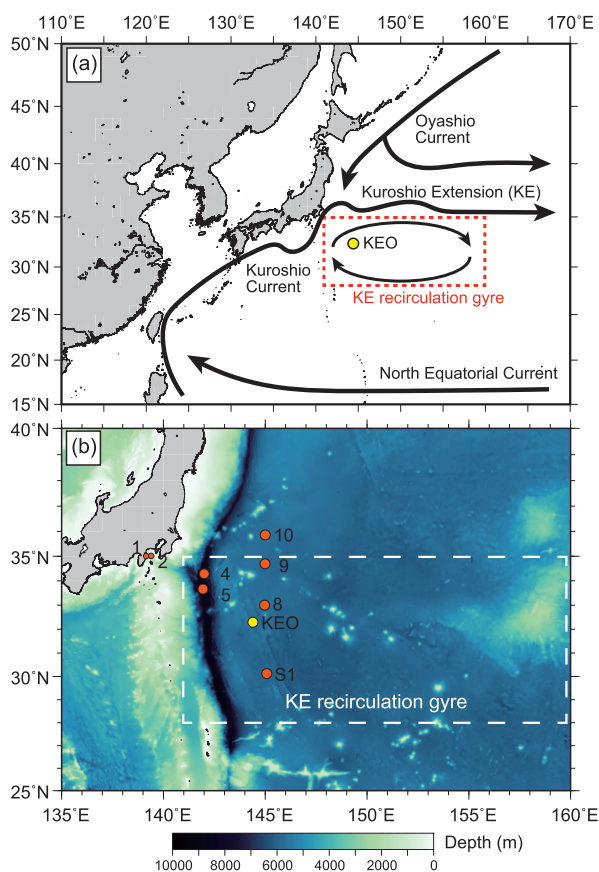 110°E 120°E 130°E 140°E 150°E 160°E 170°E
50°N
(a)
45°N
Oyashio
Current
40°N
Kuroshio Extension (KE)
35°N
KEO
30°N
Kuroshio
Current
KE recirculation gyre
25°N
20°N
North Equatorial Current
15°N
40°N
(b)
10
1
2
35°N
9
4
5
8
KEO
30°N
S1
KE recirculation gyre
25°N
135°E 140°E 145°E 150°E 155°E 160°E
Depth (m)
10000 8000 6000 4000 2000 0